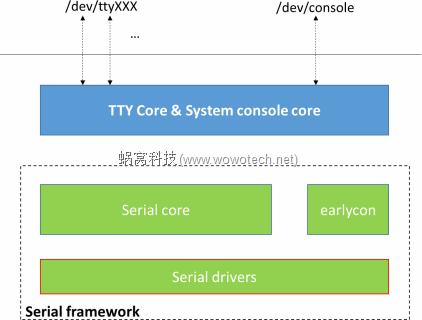 /dev/ttyXXX
/dev/console
...
TTY Core & System console core
蜗窝科技(www.wowotech.net)
Serial core
earlycon
Serial drivers
Serial framework